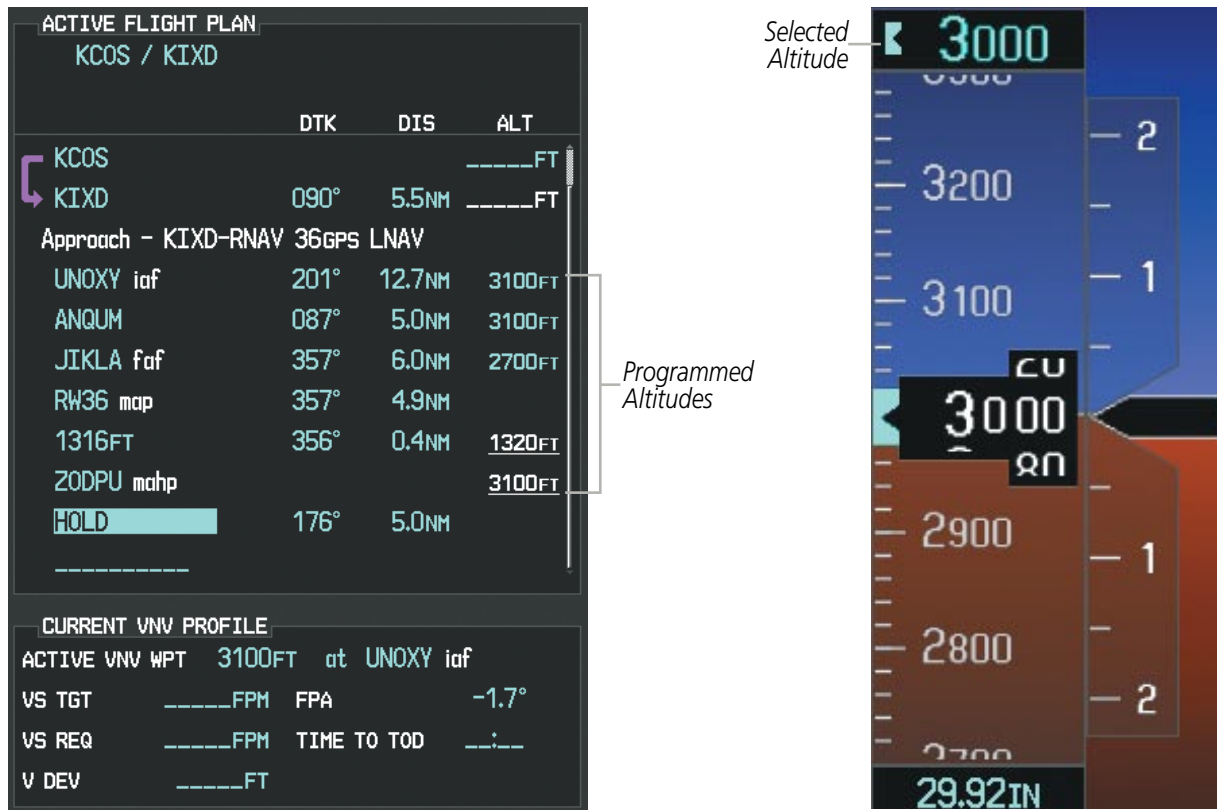 ACTIVE FLIGHT PLAN
KCOS / KIXD
DTK DIS ALT
KCOS _____FT
KIXD 090° 5.5NM _____FT
Approach - KIXD-RNAV 36GPS LNAV
UNOXY iaf 201° 12.7NM 3100FT
ANQUM 087° 5.0NM 3100FT
JIKLA faf 357° 6.0NM 2700FT
RW36 map 357° 4.9NM
1316FT 356° 0.4NM 1320FT
ZODPU mahp 3100FT
HOLD 176° 5.0NM
__________
CURRENT VNV PROFILE
ACTIVE VNV WPT 3100FT at UNOXY iaf
VS TGT _____FPM FPA -1.7°
VS REQ _____FPM TIME TO TOD __:__
V DEV _____FT
Programmed
Altitudes
Selected
Altitude
3000
2
3200
1
3100
3000
2900
1
2800
2
29.92IN